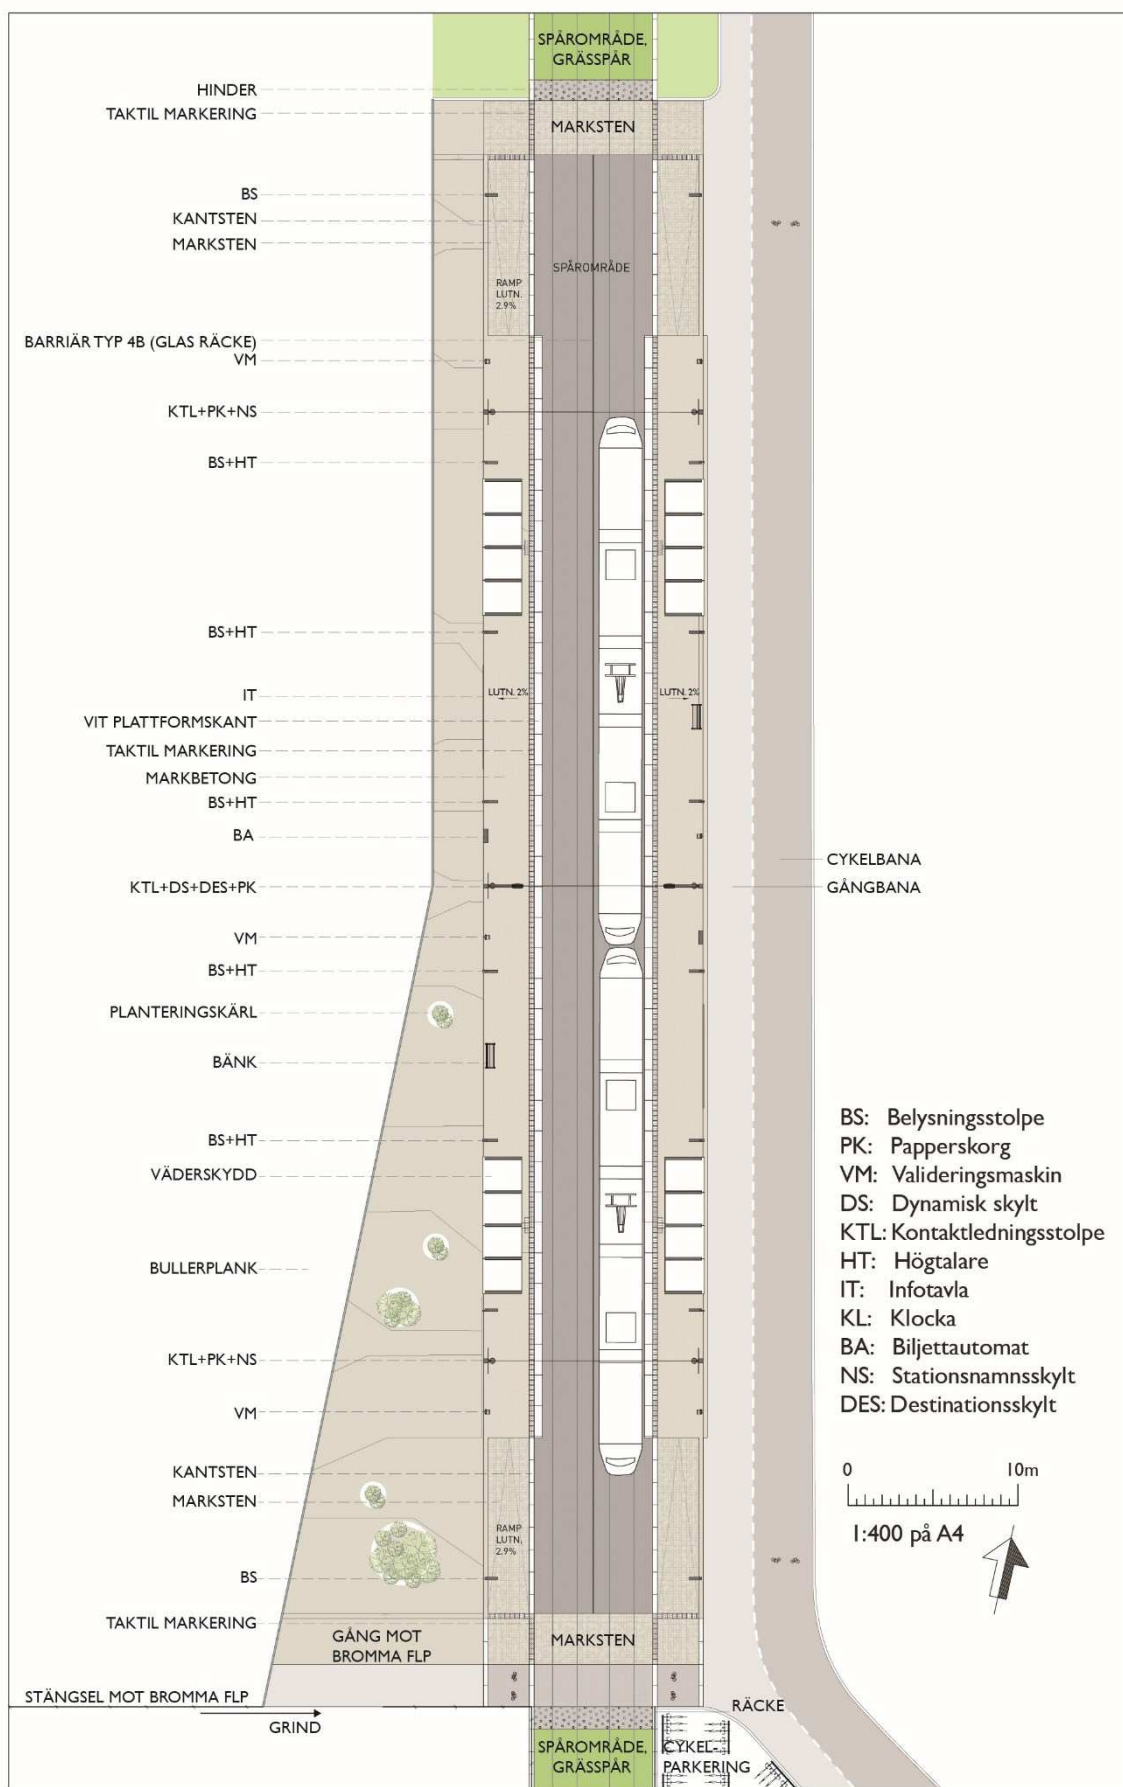 SPÅROMRÅDE,
GRÄSSPÅR
HINDER
TAKTIL MARKERING
MARKSTEN
BS
KANTSTEN
MARKSTEN
SPÅROMRÅDE
RAMP
LUTN.
2.9%
BARRIÄR TYP 4B (GLAS RÄCKE)
VM
KTL+PK+NS
BS+HT
BS+HT
IT
LUTN. 2%
LUTN. 2%
VIT PLATTFORMSKANT
TAKTIL MARKERING
MARKBETONG
BS+HT
BA
CYKELBANA
KTL+DS+DES+PK
GÅNGBANA
VM
BS+HT
PLANTERINGSKÄRL
BÄNK
BS+HT
VÄDERSKYDD
BULLERPLANK
KTL+PK+NS
VM
KANTSTEN
MARKSTEN
RAMP
LUTN.
2.9%
BS
TAKTIL MARKERING
GÅNG MOT
BROMMA FLP
MARKSTEN
STÄNGSEL MOT BROMMA FLP
GRIND
RÄCKE
SPÅROMRÅDE,
GRÄSSPÅR
CYKEL-
PARKERING
BS: Belysningsstolpe
PK: Papperskorg
VM: Valideringsmaskin
DS: Dynamisk skylt
KTL: Kontaktledningsstolpe
HT: Högtalare
IT: Infotavla
KL: Klocka
BA: Biljettautomat
NS: Stationsnamnsskylt
DES: Destinationsskylt
0 10m
1:400 på A4